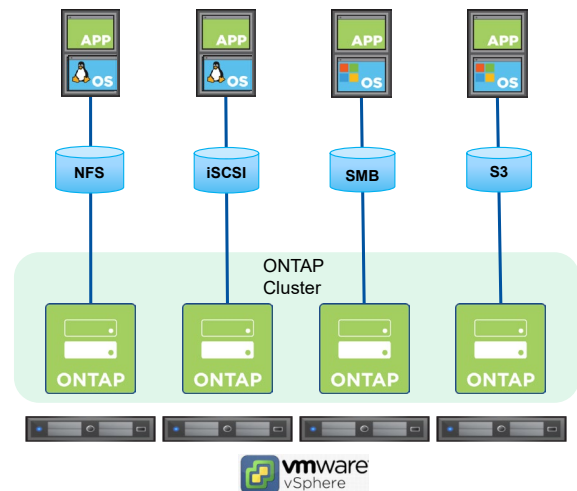 APP APP APP APP
OS OS OS OS
NFS iSCSI SMB S3
ONTAP
Cluster
ONTAP ONTAP ONTAP ONTAP
vmware®
vSphere